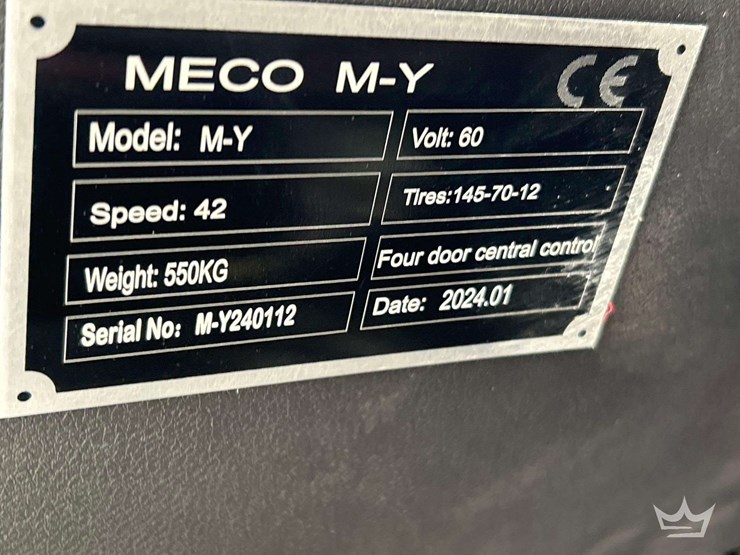 MECO M-Y CE
Model: M-Y
Volt: 60
Speed: 42
Tires:145-70-12
Weight: 550KG
Four door central control
Serial No: M-Y240112
Date: 2024.01